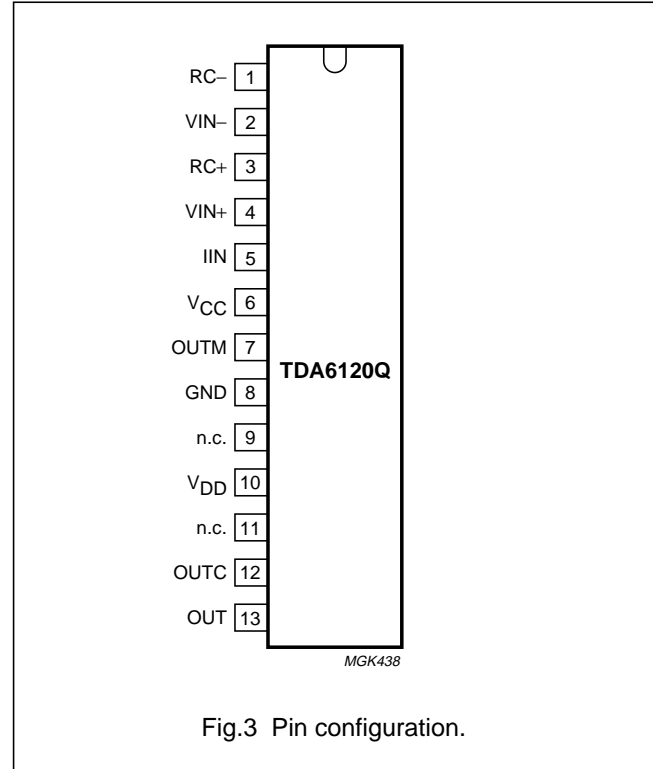 RC− 1
VIN− 2
RC+ 3
VIN+ 4
IIN 5
VCC 6
OUTM 7
GND 8
n.c. 9
VDD 10
n.c. 11
OUTC 12
OUT 13
TDA6120Q
MGK438
Fig.3 Pin configuration.